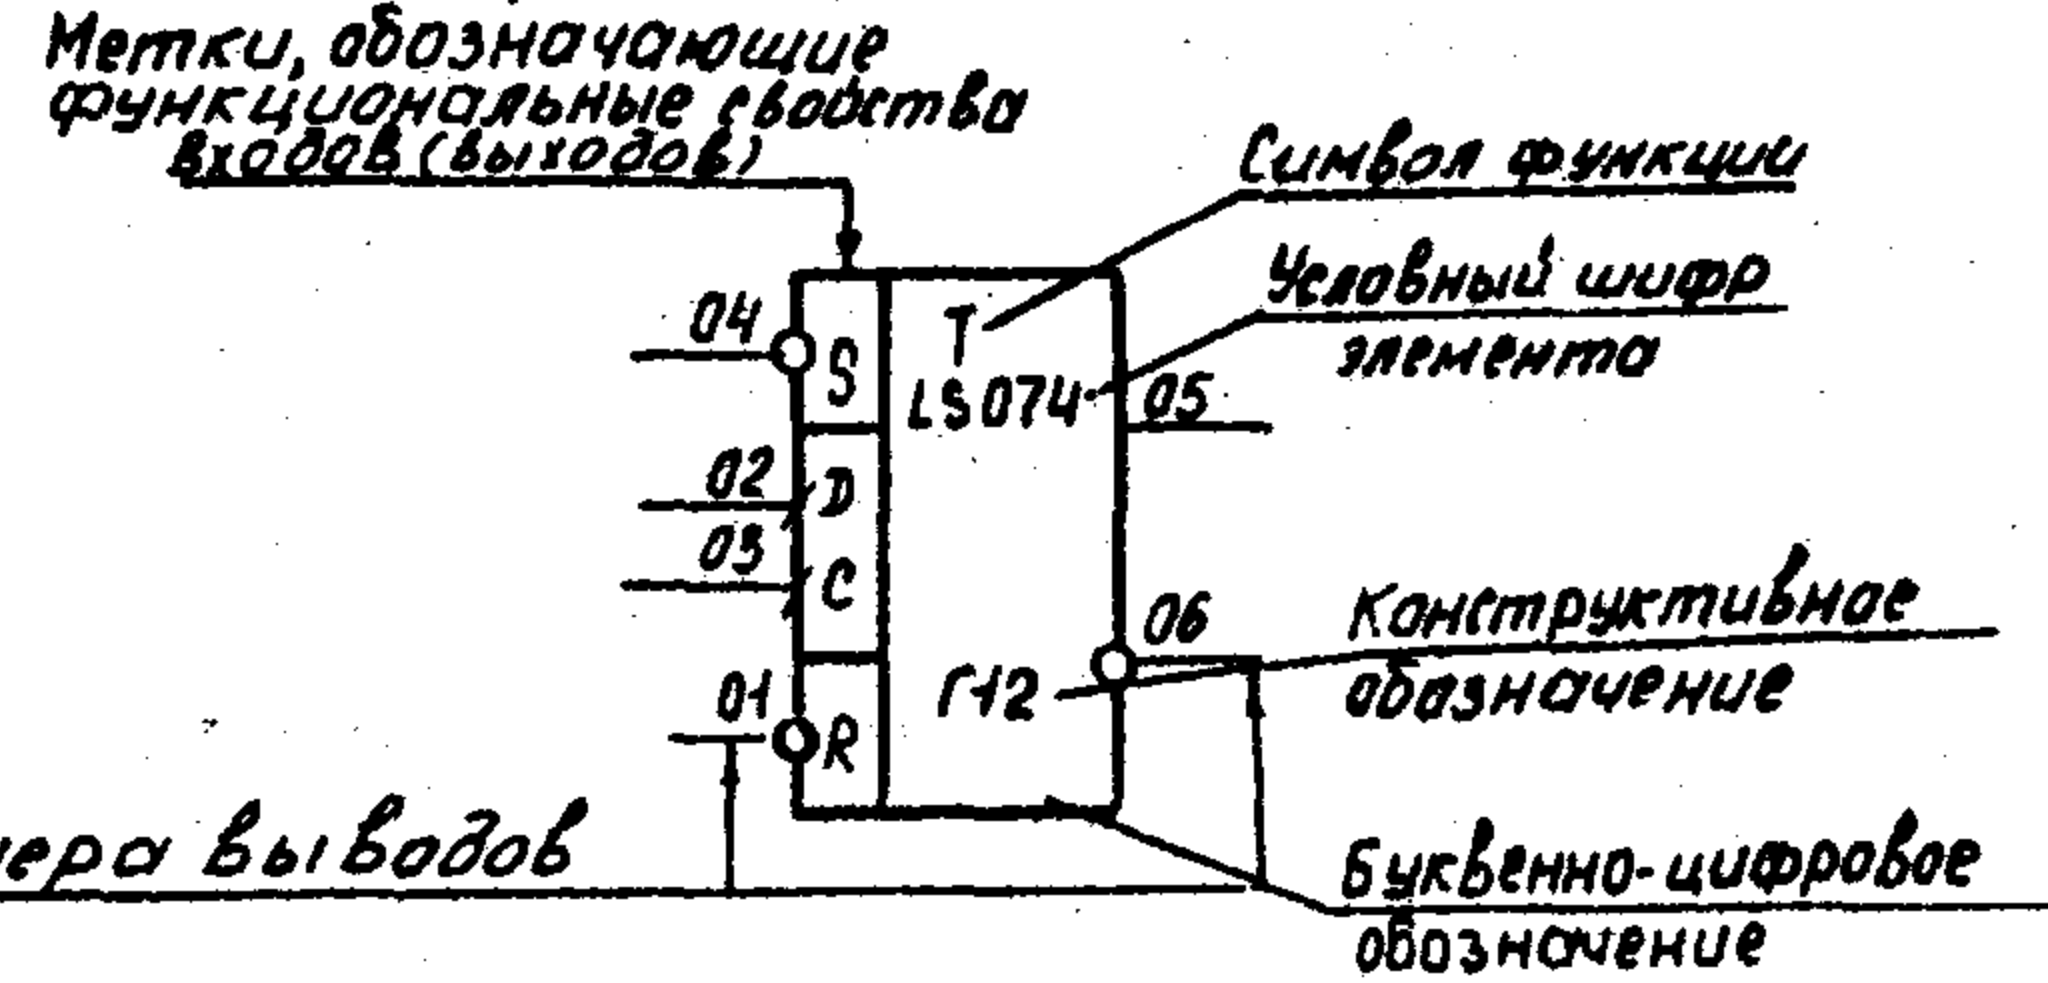 Метки, обозначающие
функциональные свойства
входов (выходов)
Символ функции
Условный шифр
элемента
04
S
T
LS074
05
02
D
03
C
06
Конструктивное
обозначение
Г12
01
R
выводов
Буквенно-цифровое
обозначение